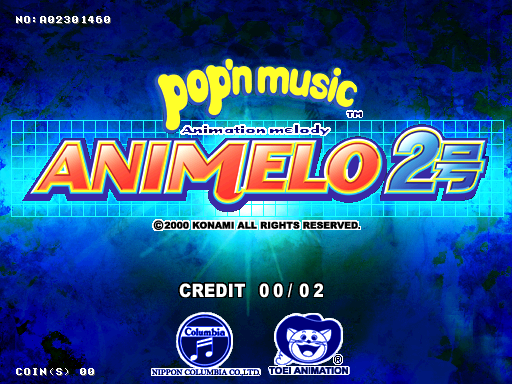 NO:A02301460
pop'n music
TM
Animation melody
ANIMELO 2号
©2000 KONAMI ALL RIGHTS RESERVED.
CREDIT 00/02
Columbia
NIPPON COLUMBIA CO.,LTD.
®
TOEI ANIMATION
COIN(S) 00